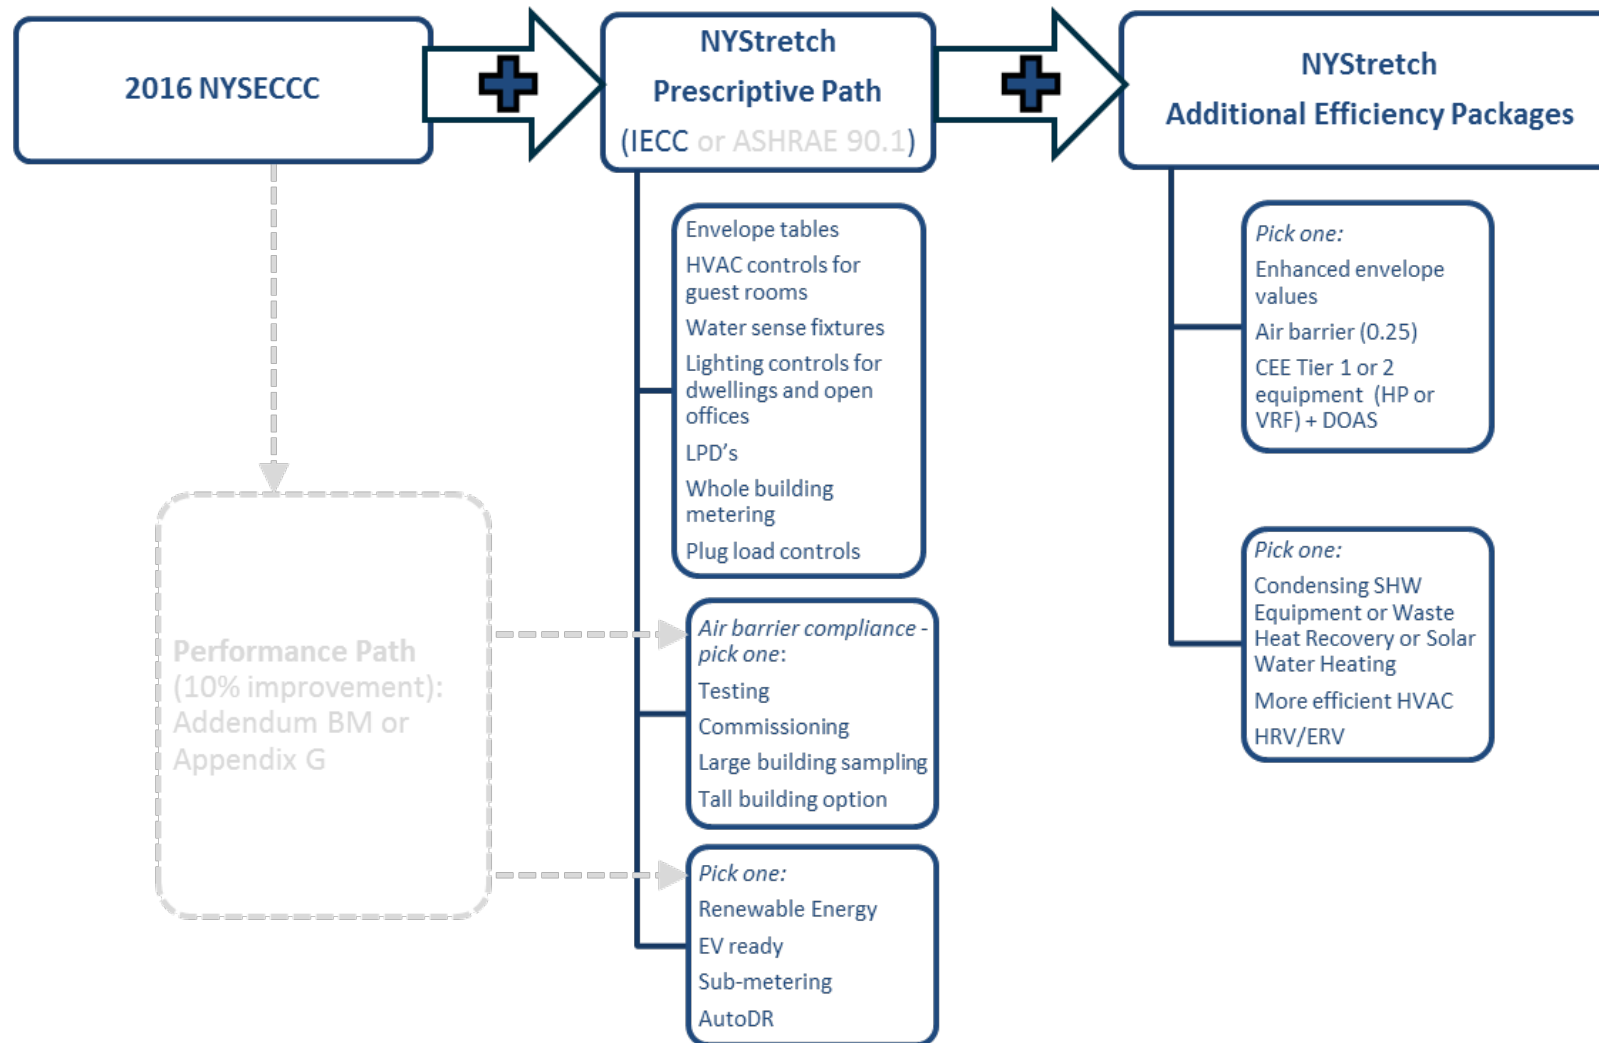 2016 NYSECCC
NYStretch
Prescriptive Path
(IECC or ASHRAE 90.1)
NYStretch
Additional Efficiency Packages
Envelope tables
HVAC controls for
guest rooms
Water sense fixtures
Lighting controls for
dwellings and open
offices
LPD’s
Whole building
metering
Plug load controls
Air barrier compliance -
pick one:
Testing
Commissioning
Large building sampling
Tall building option
Pick one:
Renewable Energy
EV ready
Sub-metering
AutoDR
Performance Path
(10% improvement):
Addendum BM or
Appendix G
Pick one:
Enhanced envelope
values
Air barrier (0.25)
CEE Tier 1 or 2
equipment (HP or
VRF) + DOAS
Pick one:
Condensing SHW
Equipment or Waste
Heat Recovery or Solar
Water Heating
More efficient HVAC
HRV/ERV